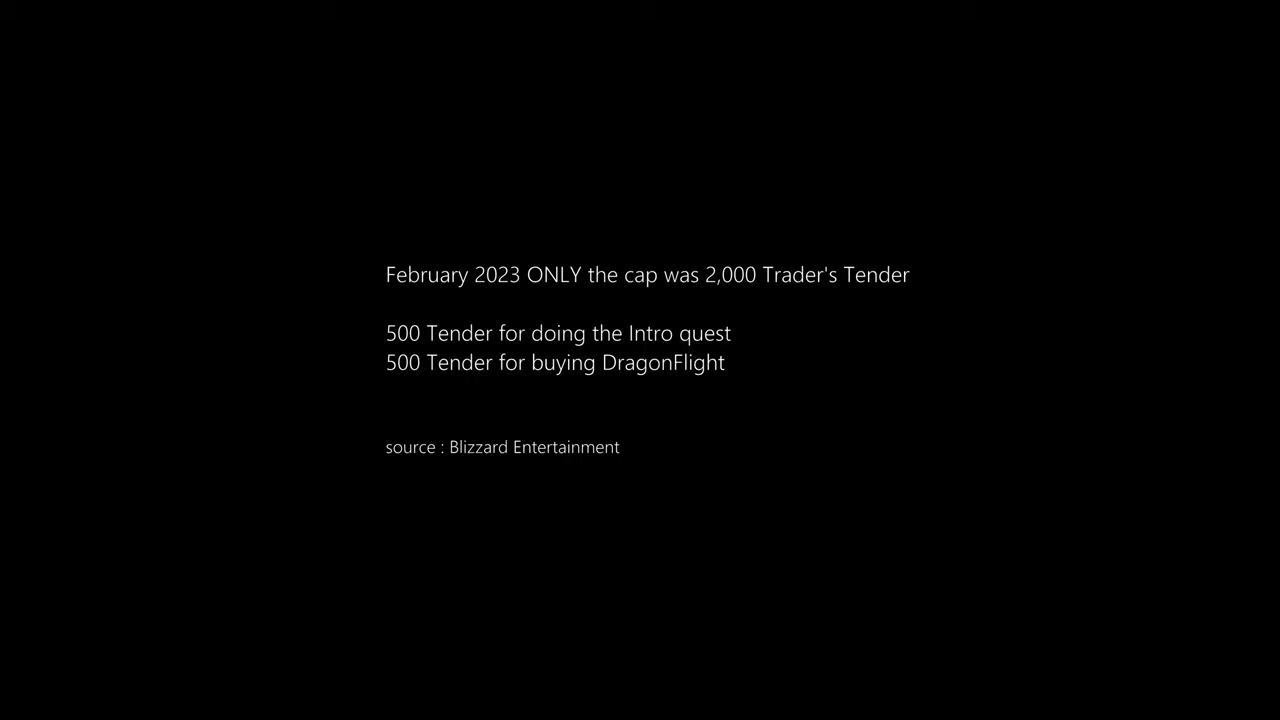 February 2023 ONLY the cap was 2,000 Trader's Tender
500 Tender for doing the Intro quest
500 Tender for buying DragonFlight
source : Blizzard Entertainment